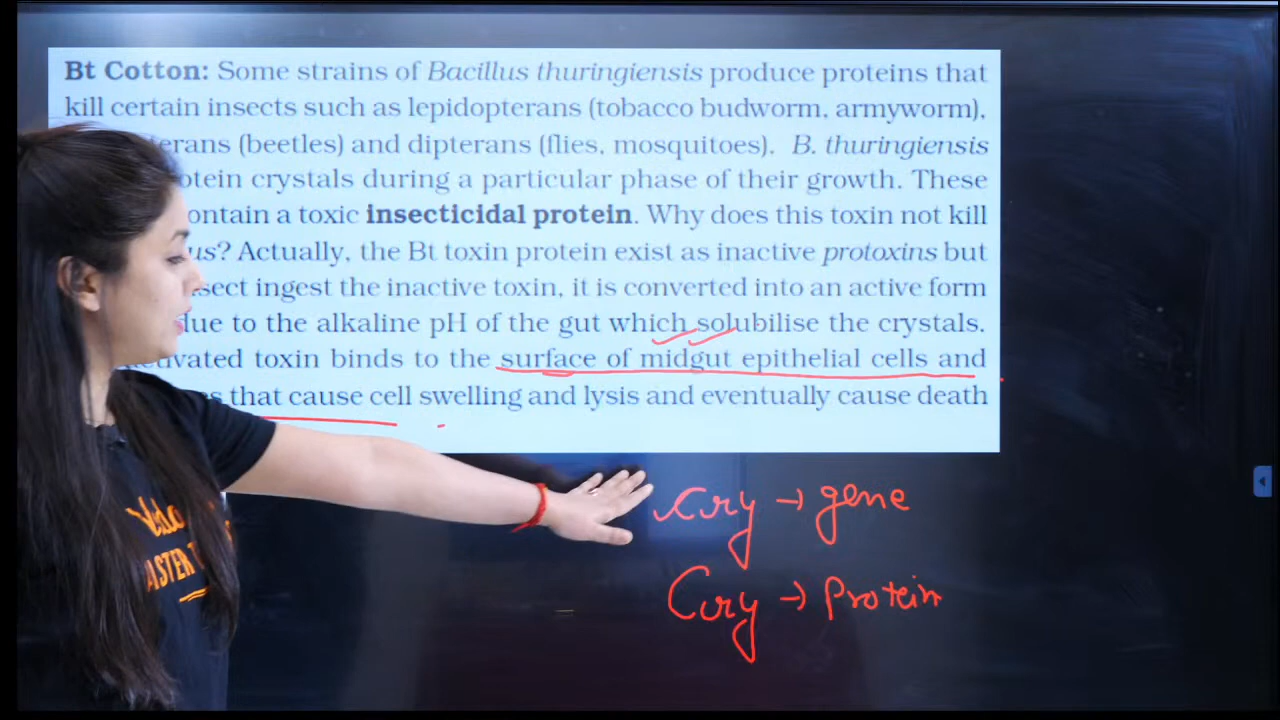 Bt Cotton: Some strains of Bacillus thuringiensis produce proteins that
kill certain insects such as lepidopterans (tobacco budworm, armyworm),
(beetles) and dipterans (flies, mosquitoes). B. thuringiensis
crystals during a particular phase of their growth. These
a toxic insecticidal protein. Why does this toxin not kill
Actually, the Bt toxin protein exist as inactive protoxins but
ingest the inactive toxin, it is converted into an active form
to the alkaline pH of the gut which solubilise the crystals.
toxin binds to the surface of midgut epithelial cells and
that cause cell swelling and lysis and eventually cause death
cry → gene
Cry → Protein